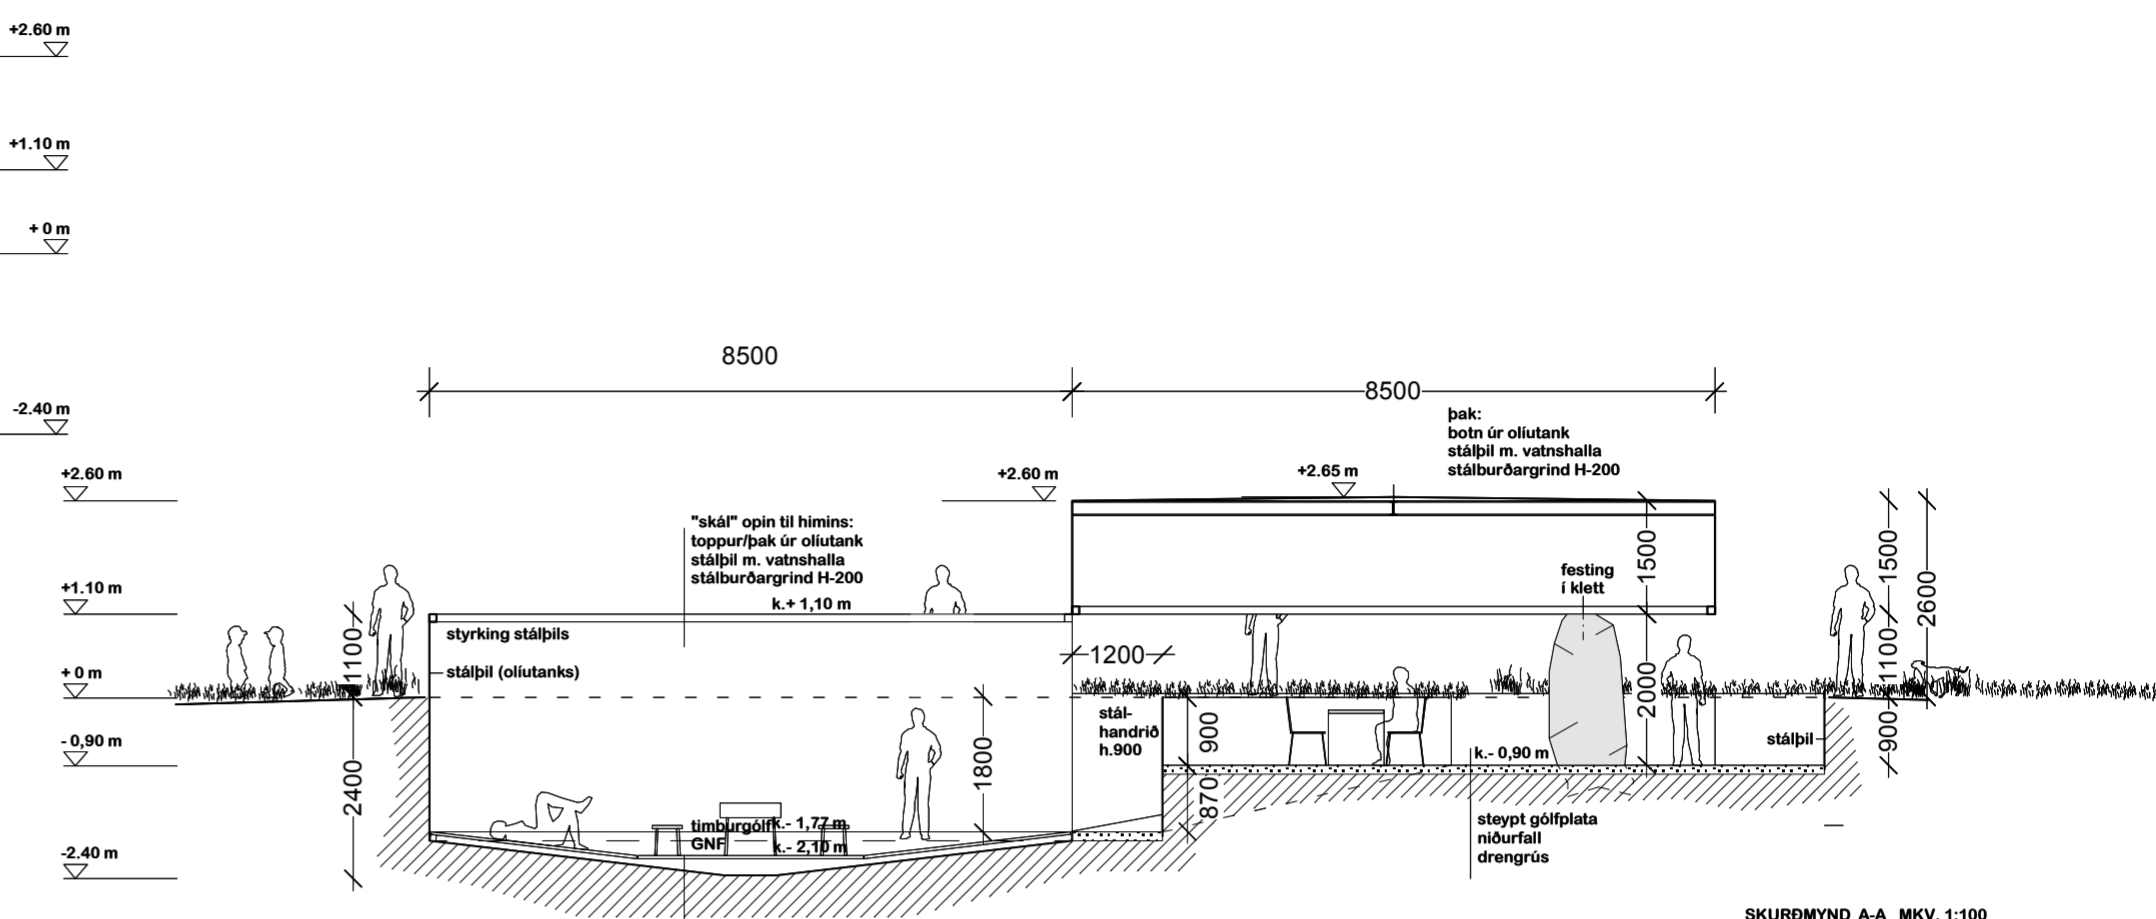 +2.60 m
+1.10 m
+ 0 m
-2.40 m
8500
8500
þak:
botn úr olíutank
stálþil m. vatnshalla
stálburðargrind H-200
+2.60 m
+2.60 m
+2.65 m
"skál" opin til himins:
toppur/þak úr olíutank
stálþil m. vatnshalla
stálburðargrind H-200
k.+ 1,10 m
+1.10 m
festing
í klett
1500
1500
2600
1100
styrking stálþils
stálþil (olíutanks)
1200
2000
1100
+ 0 m
stál-
handrið
h.900
900
1800
k.- 0,90 m
stálþil
900
- 0,90 m
2400
870
timburgólf
GNF
k.- 1,77 m
k.- 2,10 m
steypt gólfplata
niðurfall
drengrús
-2.40 m
SKURÐMYND A-A MKV. 1:100